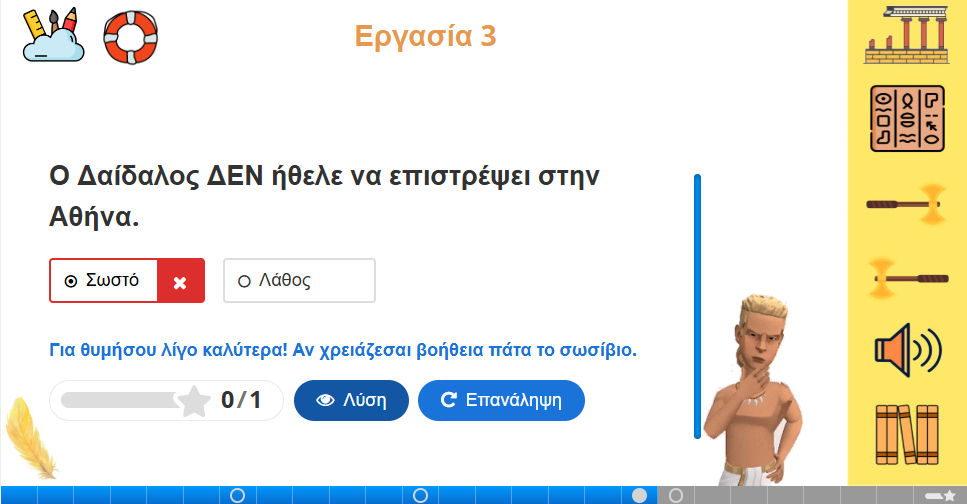 Εργασία 3
Ο Δαίδαλος ΔΕΝ ήθελε να επιστρέψει στην
Αθήνα.
Σωστό
Λάθος
Για θυμήσου λίγο καλύτερα! Αν χρειάζεσαι βοήθεια πάτα το σωσίβιο.
0/1
Λύση
Επανάληψη